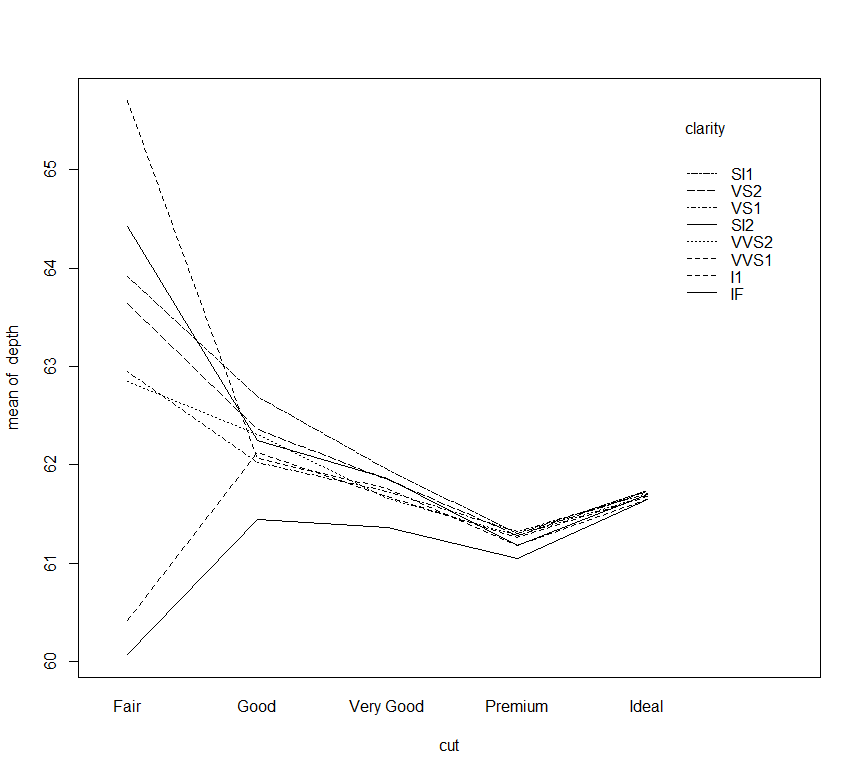 clarity
SI1
VS2
VS1
SI2
VVS2
VVS1
I1
IF
mean of  depth
65
64
63
62
61
60
Fair Good Very Good Premium Ideal
cut